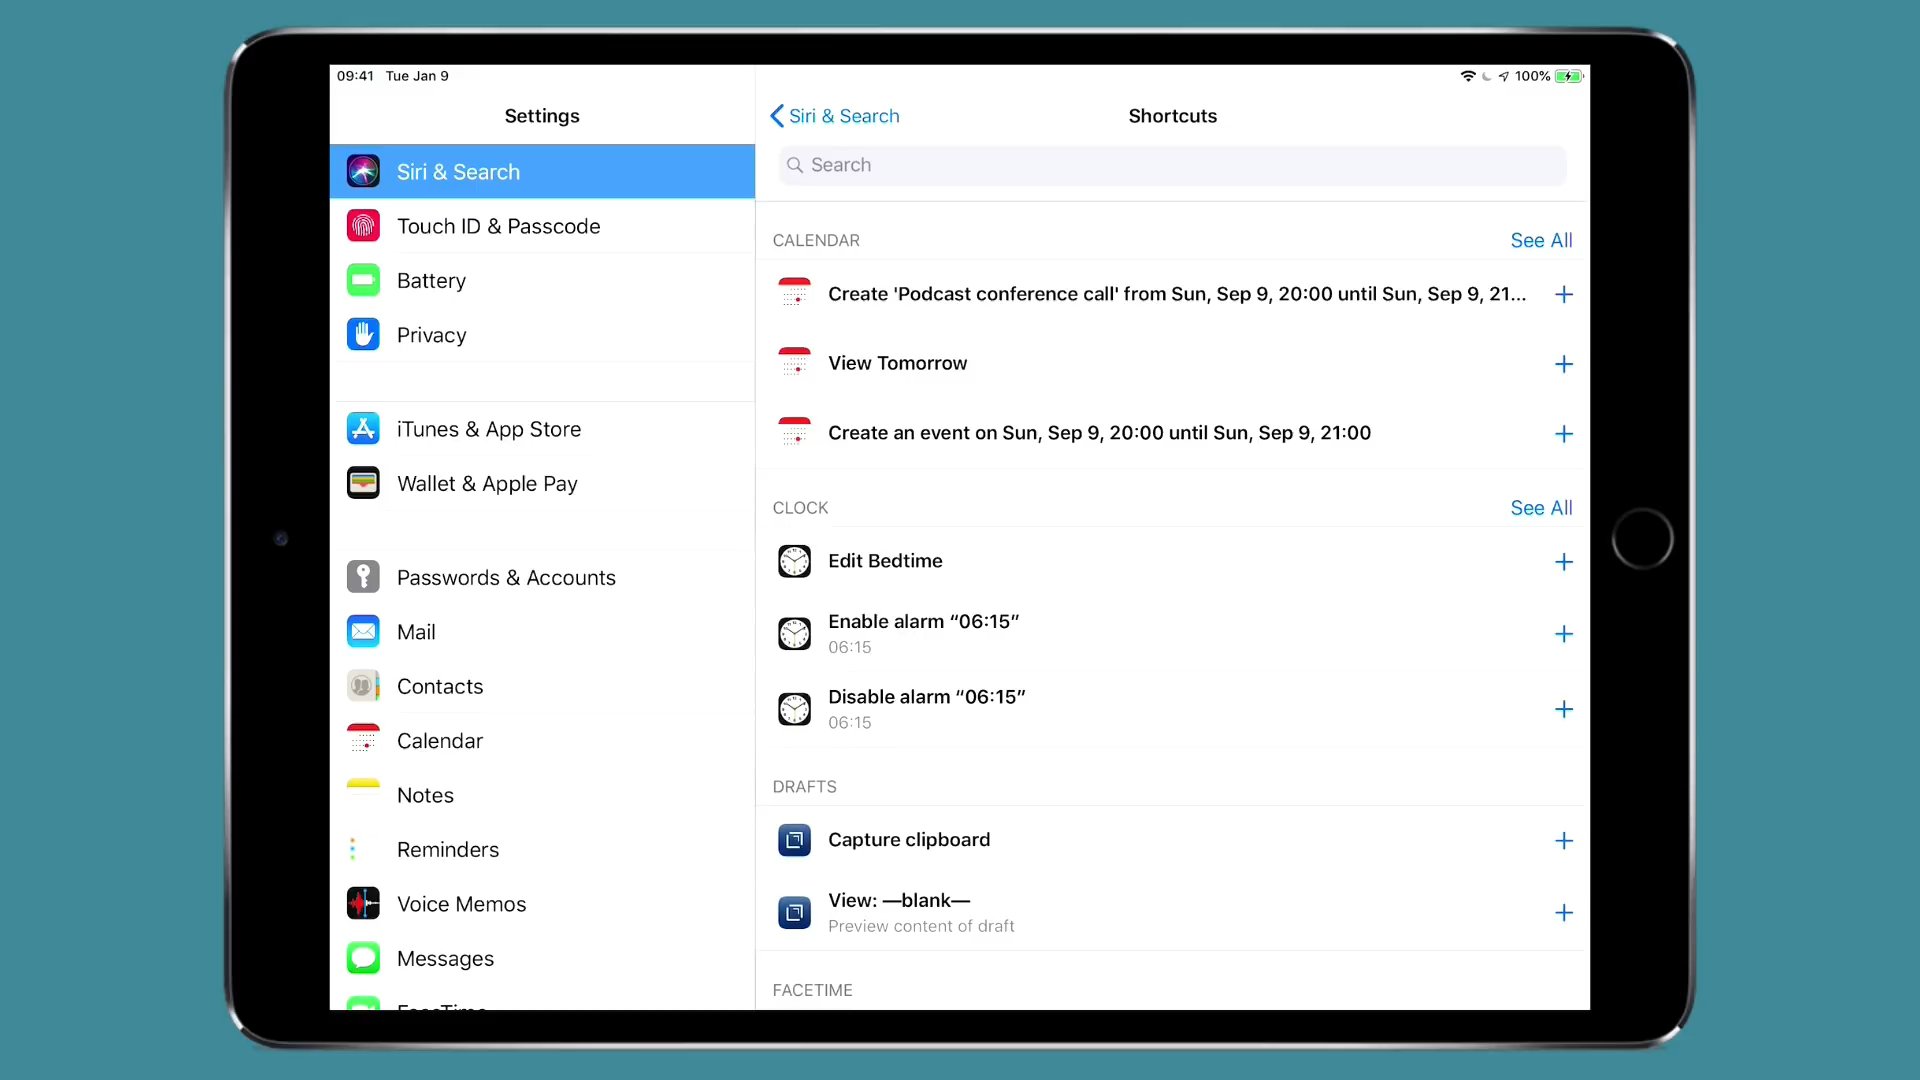 09:41 Tue Jan 9
100%
Settings
Siri & Search
Touch ID & Passcode
Battery
Privacy
iTunes & App Store
Wallet & Apple Pay
Passwords & Accounts
Mail
Contacts
Calendar
Notes
Reminders
Voice Memos
Messages
FaceTime
Siri & Search
Shortcuts
Search
CALENDAR
See All
Create 'Podcast conference call' from Sun, Sep 9, 20:00 until Sun, Sep 9, 21...
View Tomorrow
Create an event on Sun, Sep 9, 20:00 until Sun, Sep 9, 21:00
CLOCK
See All
Edit Bedtime
Enable alarm “06:15”
06:15
Disable alarm “06:15”
06:15
DRAFTS
Capture clipboard
View: —blank—
Preview content of draft
FACETIME